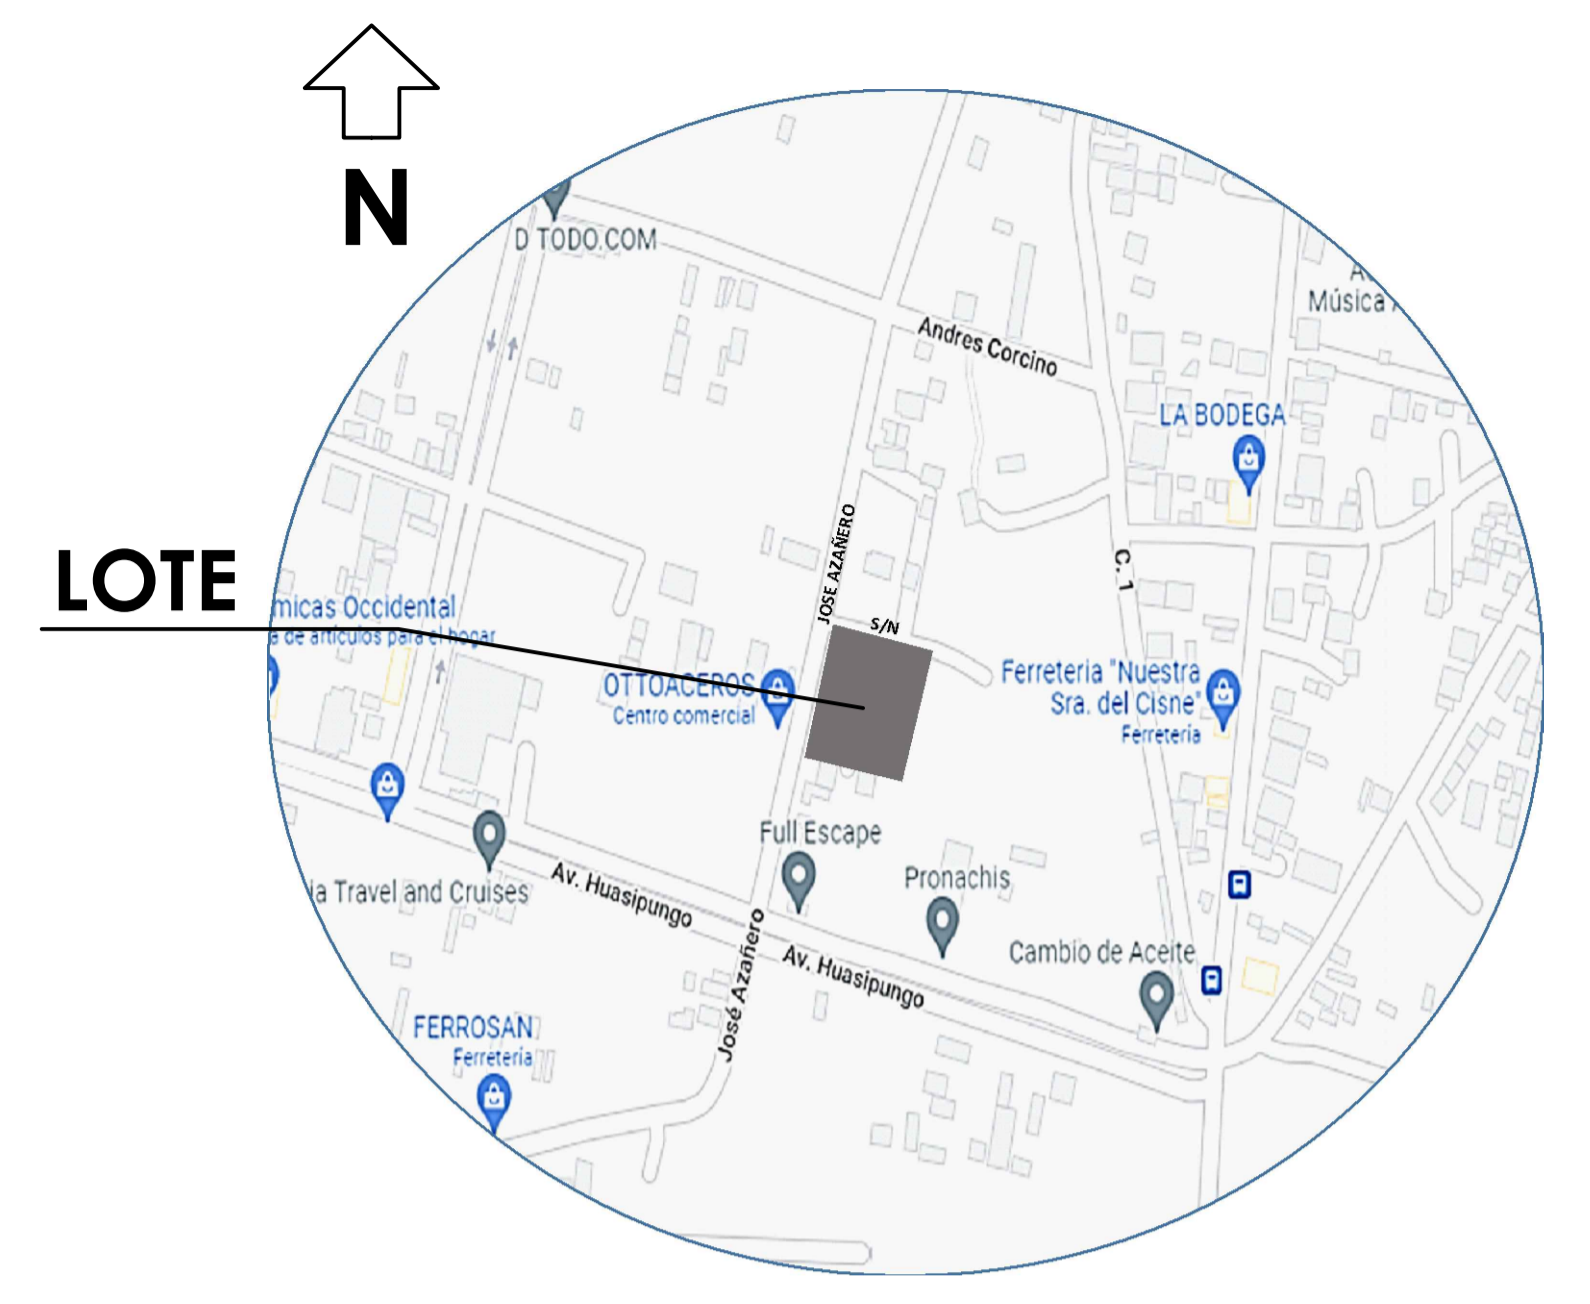 N
D TODO.COM
Música
Andres Corcino
LA BODEGA
JOSE AZAÑERO
C. 1
LOTE
micas Occidental
a de artículos para el hogar
S/N
OTTOACEROS
Centro comercial
Ferreteria "Nuestra
Sra. del Cisne"
Ferretería
Full Escape
Pronachis
la Travel and Cruises
Av. Huasipungo
José Azañero
Av. Huasipungo
Cambio de Aceite
FERROSAN
Ferretería